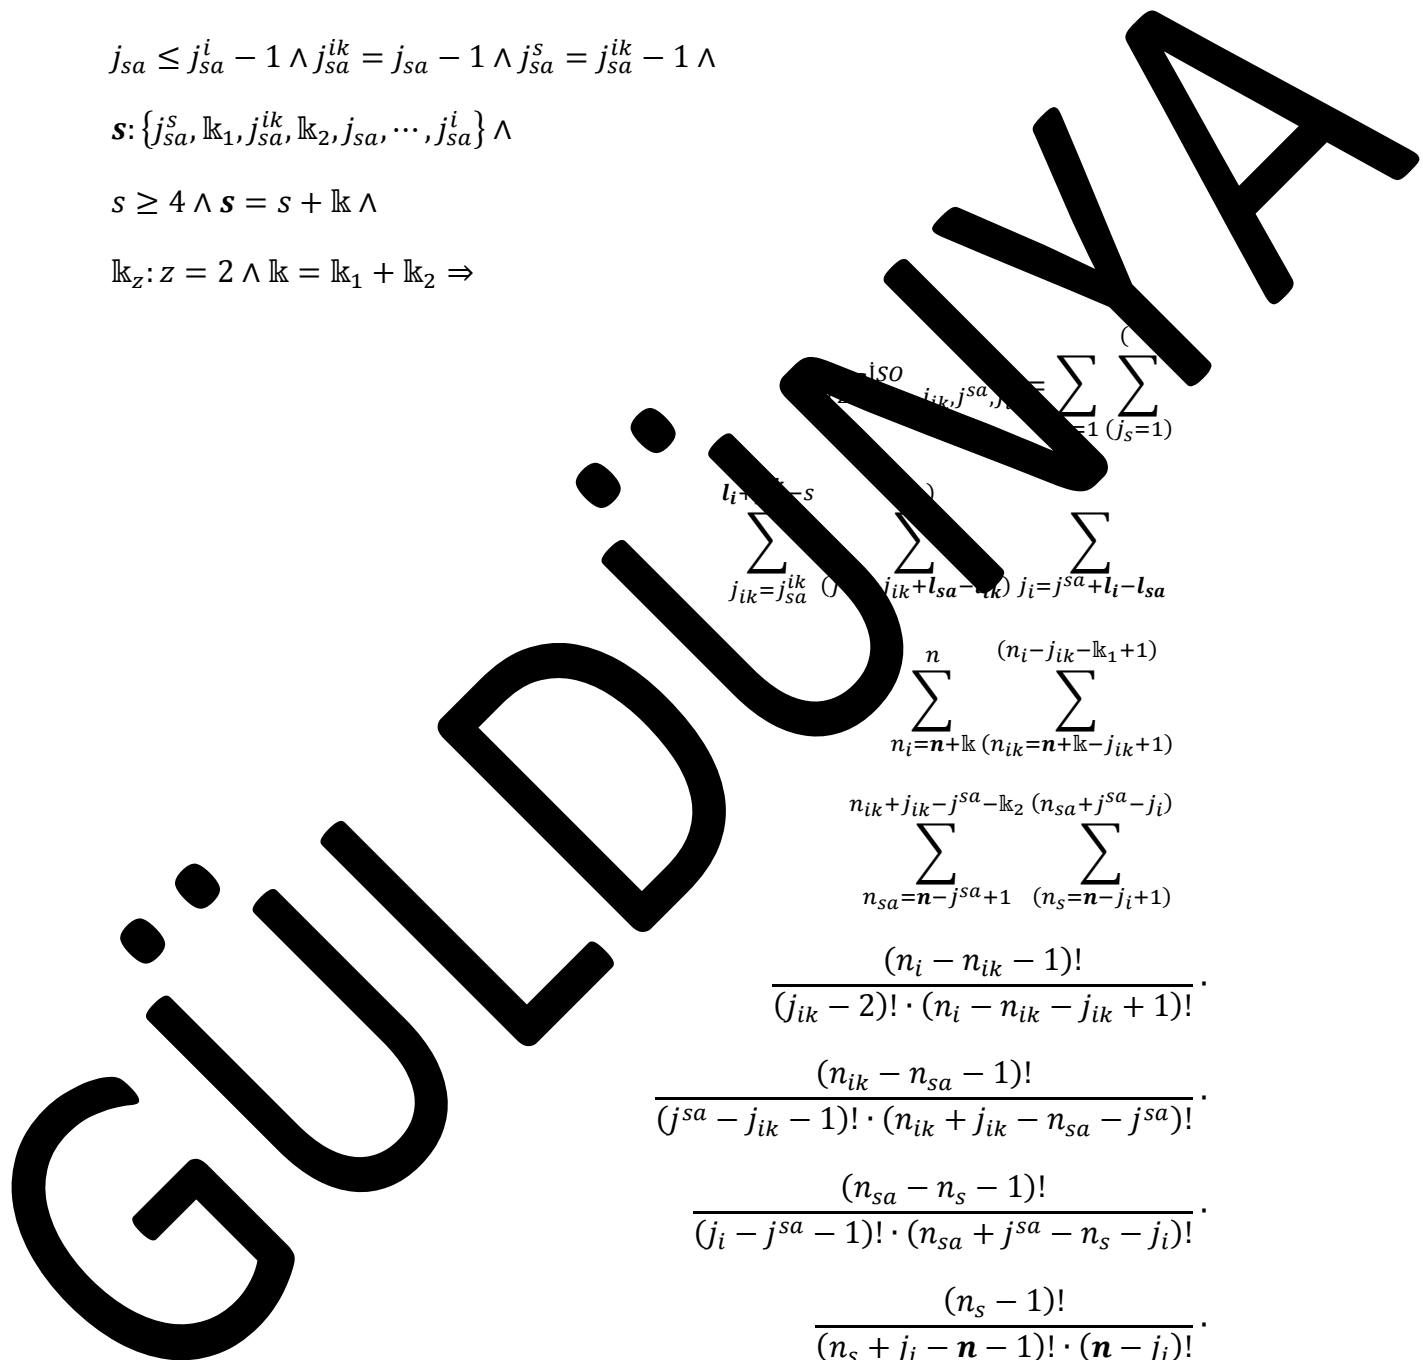 j_{sa} ≤ j_{sa}^{i} − 1 ∧ j_{sa}^{ik} = j_{sa} − 1 ∧ j_{sa}^{s} = j_{sa}^{ik} − 1 ∧
s: {j_{sa}^{s}, 𝕜_1, j_{sa}^{ik}, 𝕜_2, j_{sa}, ⋯, j_{sa}^{i}} ∧
s ≥ 4 ∧ s = s + 𝕜 ∧
𝕜_z: z = 2 ∧ 𝕜 = 𝕜_1 + 𝕜_2 ⇒
= ∑ ∑_{(j_s=1)}
∑_{j_{ik}=j_{sa}^{ik}} ∑ ∑_{j_i=j^{sa}+l_i−l_{sa}}
∑_{n_i=n+𝕜}^{n} ∑_{(n_{ik}=n+𝕜−j_{ik}+1)}^{(n_i−j_{ik}−𝕜_1+1)}
∑_{n_{sa}=n−j^{sa}+1}^{n_{ik}+j_{ik}−j^{sa}−𝕜_2} ∑_{(n_s=n−j_i+1)}^{(n_{sa}+j^{sa}−j_i)}
(n_i − n_{ik} − 1)!
(j_{ik} − 2)! · (n_i − n_{ik} − j_{ik} + 1)! ·
(n_{ik} − n_{sa} − 1)!
(j^{sa} − j_{ik} − 1)! · (n_{ik} + j_{ik} − n_{sa} − j^{sa})! ·
(n_{sa} − n_s − 1)!
(j_i − j^{sa} − 1)! · (n_{sa} + j^{sa} − n_s − j_i)! ·
(n_s − 1)!
(n_s + j_i − n − 1)! · (n − j_i)! ·
GÜLDÜNYA